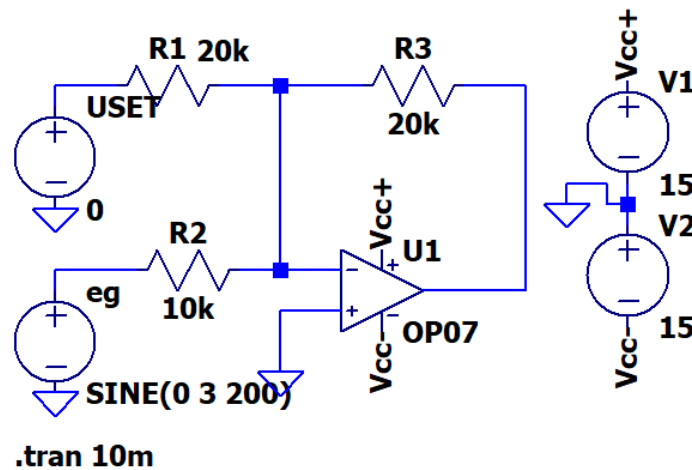 R1 20k
R3
20k
USET
0
R2
10k
eg
SINE(0 3 200)
Vcc+
U1
OP07
Vcc-
Vcc+
V1
15
V2
15
Vcc-
.tran 10m